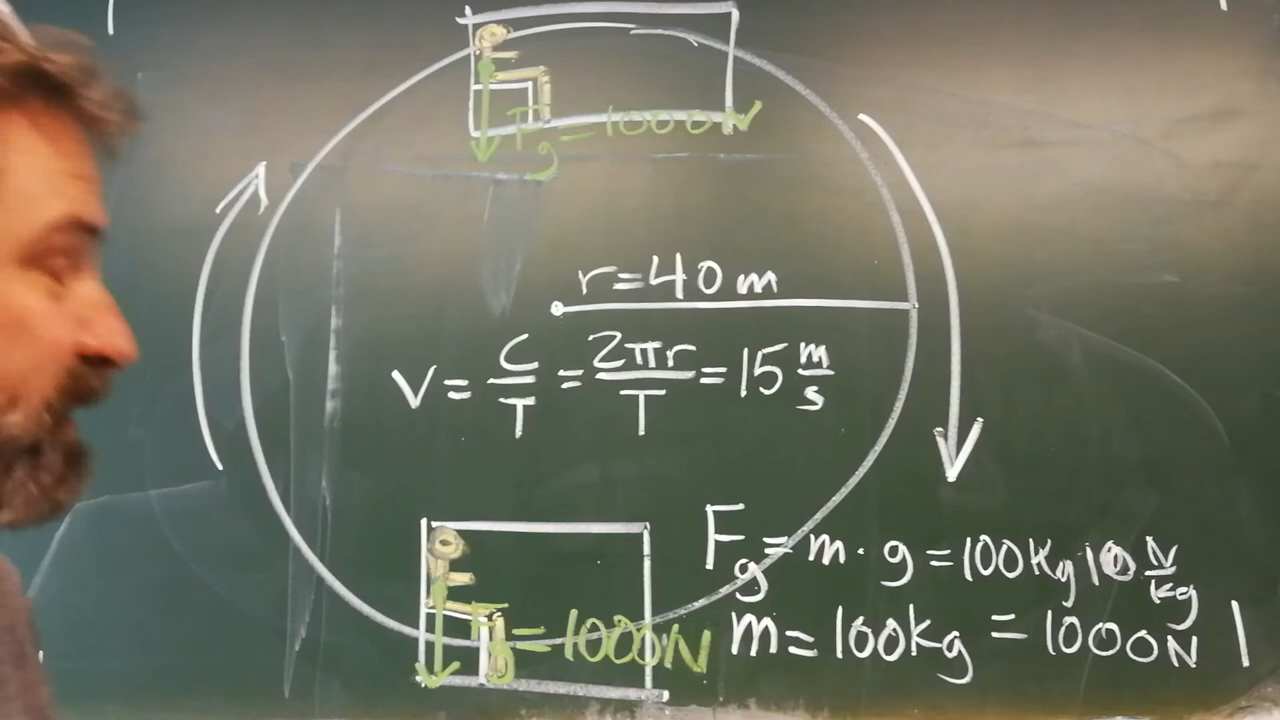 Fg = 1000N
r = 40 m
v = C/T = 2πr/T = 15 m/s
Fg = m · g = 100Kg 10 N/kg
Fg = 1000N
m = 100kg = 1000N